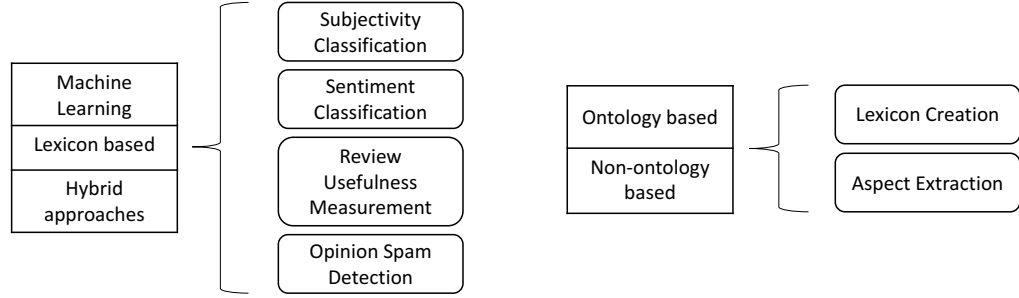 Machine
Learning
Lexicon based
Hybrid
approaches
Subjectivity
Classification
Sentiment
Classification
Review
Usefulness
Measurement
Opinion Spam
Detection
Ontology based
Non-ontology
based
Lexicon Creation
Aspect Extraction